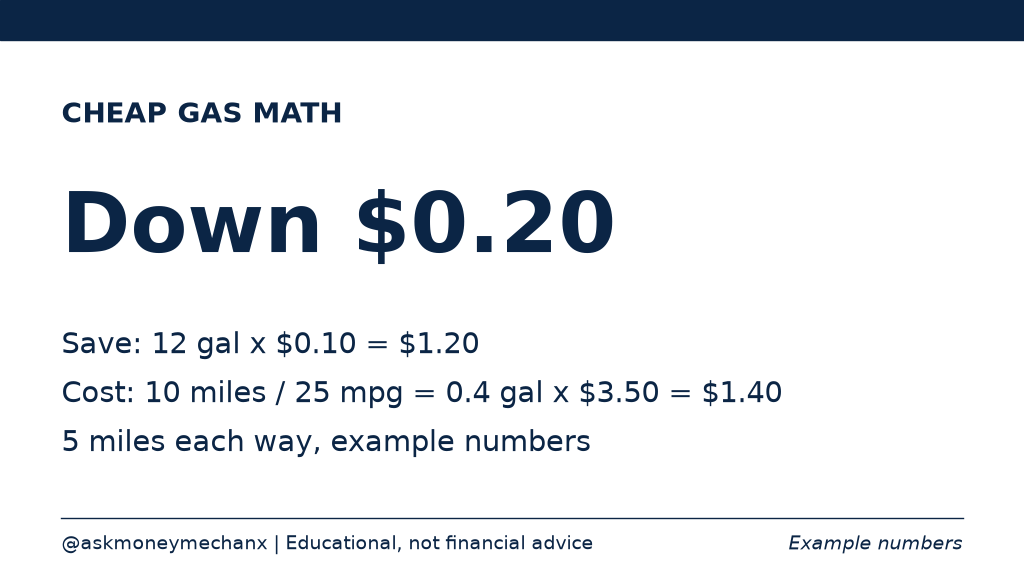 CHEAP GAS MATH
Down $0.20
Save: 12 gal x $0.10 = $1.20
Cost: 10 miles / 25 mpg = 0.4 gal x $3.50 = $1.40
5 miles each way, example numbers
@askmoneymechanx | Educational, not financial advice
Example numbers